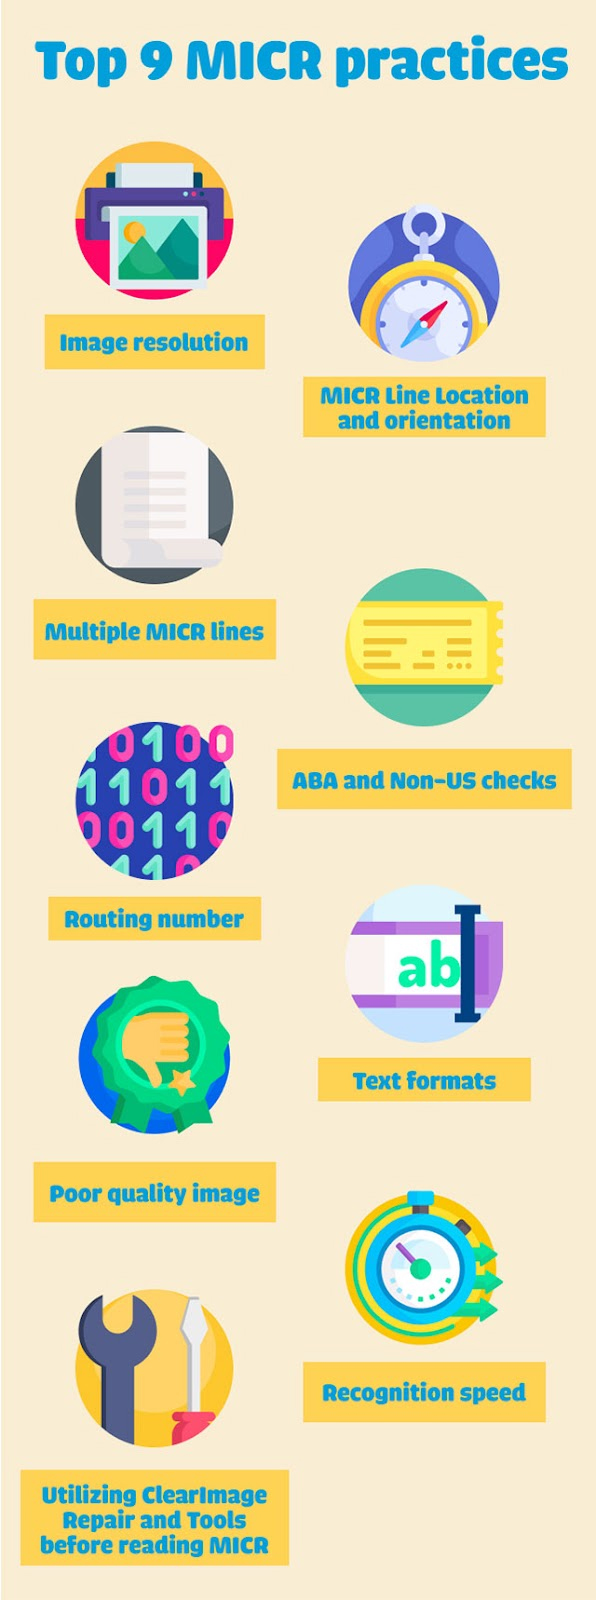 Top 9 MICR practices
Image resolution
MICR Line Location
and orientation
Multiple MICR lines
ABA and Non-US checks
10100
11011
00110
110
Routing number
ab
Text formats
Poor quality image
Recognition speed
Utilizing ClearImage
Repair and Tools
before reading MICR